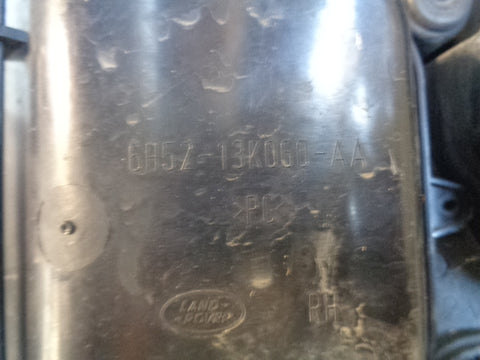 6H52-13K060-AA
>PC<
LAND-
-ROVER
RH